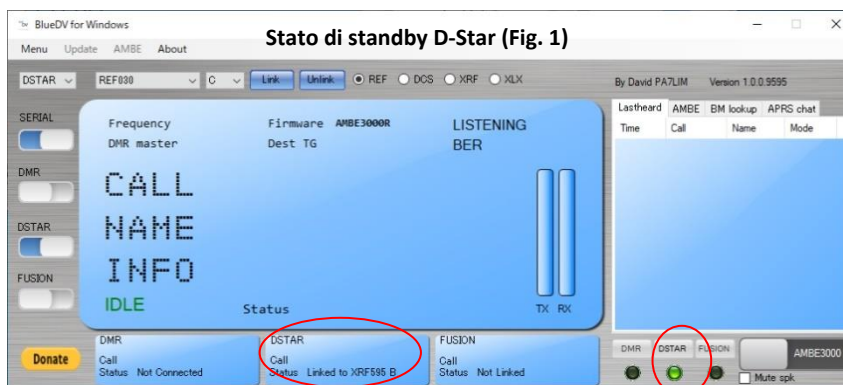 BlueDV for Windows
Stato di standby D-Star (Fig. 1)
Menu Update AMBE About
DSTAR REF030 C Link Unlink REF DCS XRF XLX By David PA7LIM Version 1.0.0.9595
Lastheard AMBE BM lookup APRS chat
Time Call Name Mode
SERIAL
DMR
DSTAR
FUSION
Frequency Firmware AMBE3000R LISTENING
DMR master Dest TG BER
CALL
NAME
INFO
IDLE Status TX RX
Donate
DMR
Call
Status Not Connected
DSTAR
Call
Status Linked to XRF595 B
FUSION
Call
Status Not Linked
DMR DSTAR FUSION AMBE3000
Mute spk